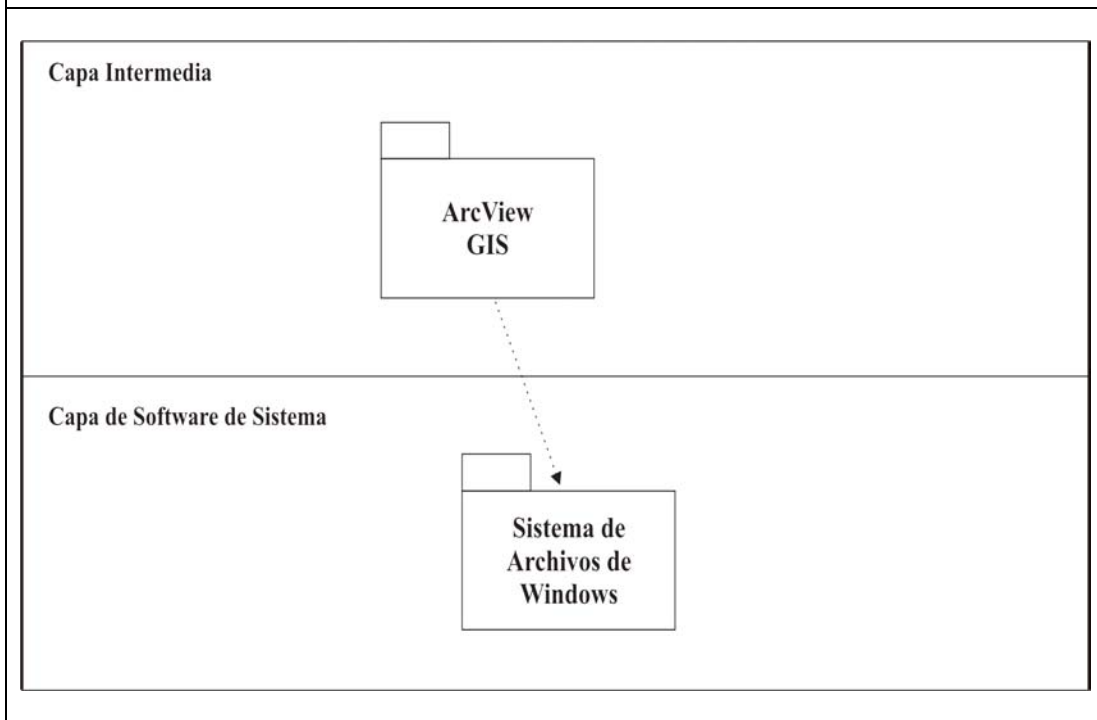 Capa Intermedia
ArcView
GIS
Capa de Software de Sistema
Sistema de
Archivos de
Windows